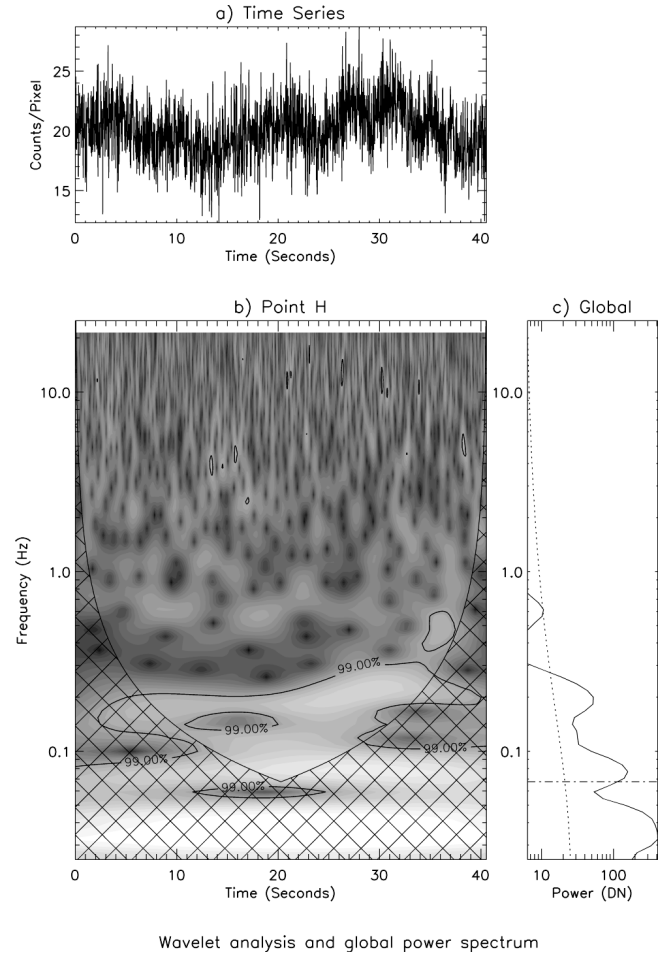 a) Time Series
25
20
15
Counts/Pixel
0 10 20 30 40
Time (Seconds)
b) Point H
c) Global
10.0
1.0
0.1
Frequency (Hz)
99.00%
99.00%
99.00%
99.00%
99.00%
0 10 20 30 40
Time (Seconds)
10.0
1.0
0.1
10 100
Power (DN)
Wavelet analysis and global power spectrum